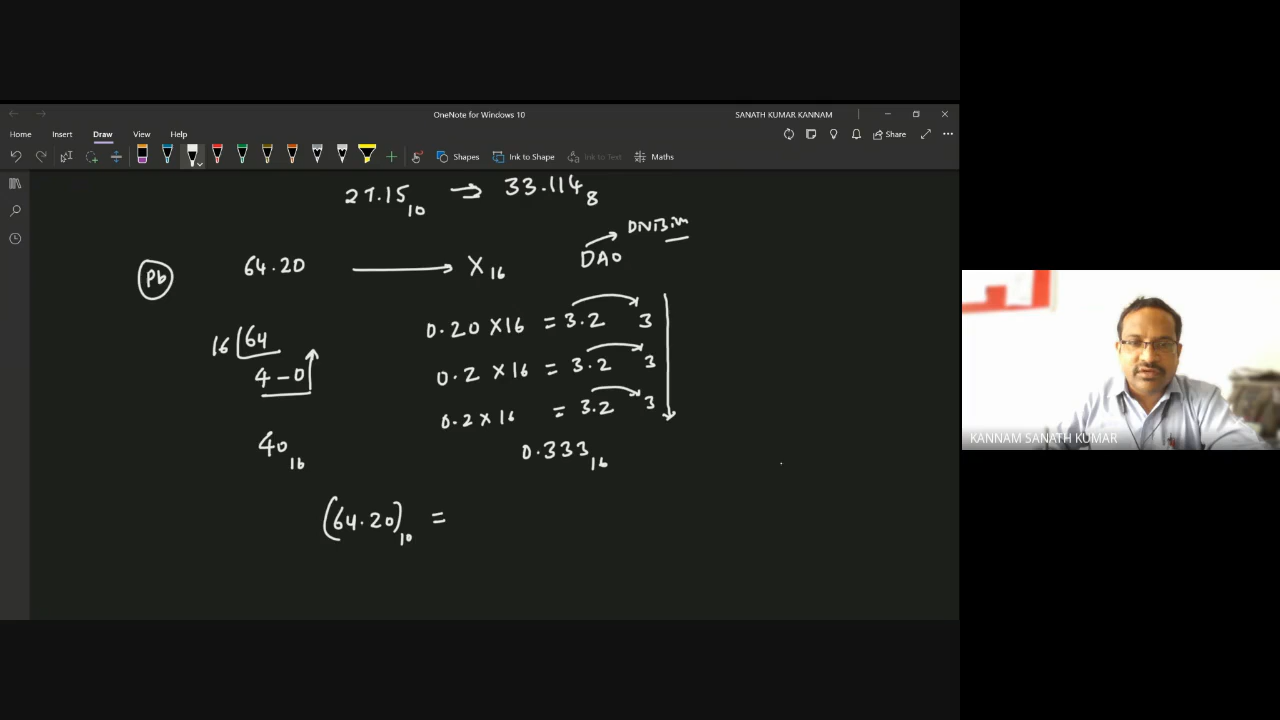 OneNote for Windows 10
SANATH KUMAR KANNAM
Home Insert Draw View Help
Share
Shapes Ink to Shape Ink to Text Maths
27.15₁₀ ⇒ 33.114₈
Pb 64.20 → X₁₆ DAO
16 64
4 - 0
40₁₆
0.20 × 16 = 3.2 3
0.2 × 16 = 3.2 3
0.2 × 16 = 3.2 3
0.333₁₆
(64.20)₁₀ =
KANNAM SANATH KUMAR